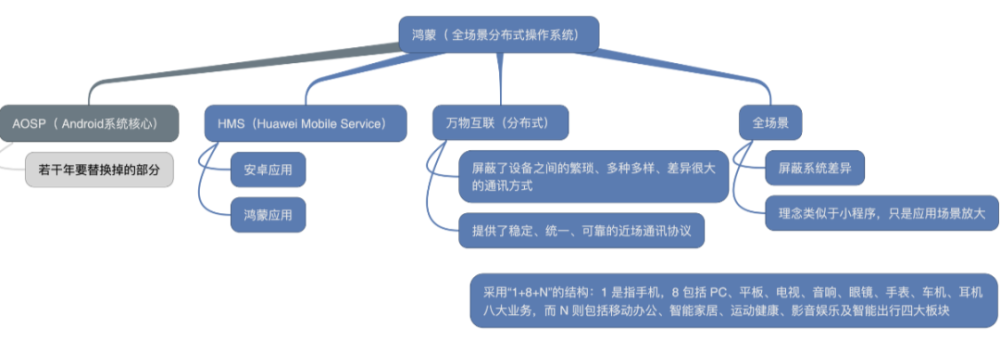 鸿蒙（ 全场景分布式操作系统）
AOSP（ Android系统核心）
若干年要替换掉的部分
HMS（Huawei Mobile Service）
安卓应用
鸿蒙应用
万物互联（分布式）
屏蔽了设备之间的繁琐、多种多样、差异很大
的通讯方式
提供了稳定、统一、可靠的近场通讯协议
全场景
屏蔽系统差异
理念类似于小程序，只是应用场景放大
采用“1+8+N”的结构：1 是指手机，8 包括 PC、平板、电视、音响、眼镜、手表、车机、耳机
八大业务，而 N 则包括移动办公、智能家居、运动健康、影音娱乐及智能出行四大板块